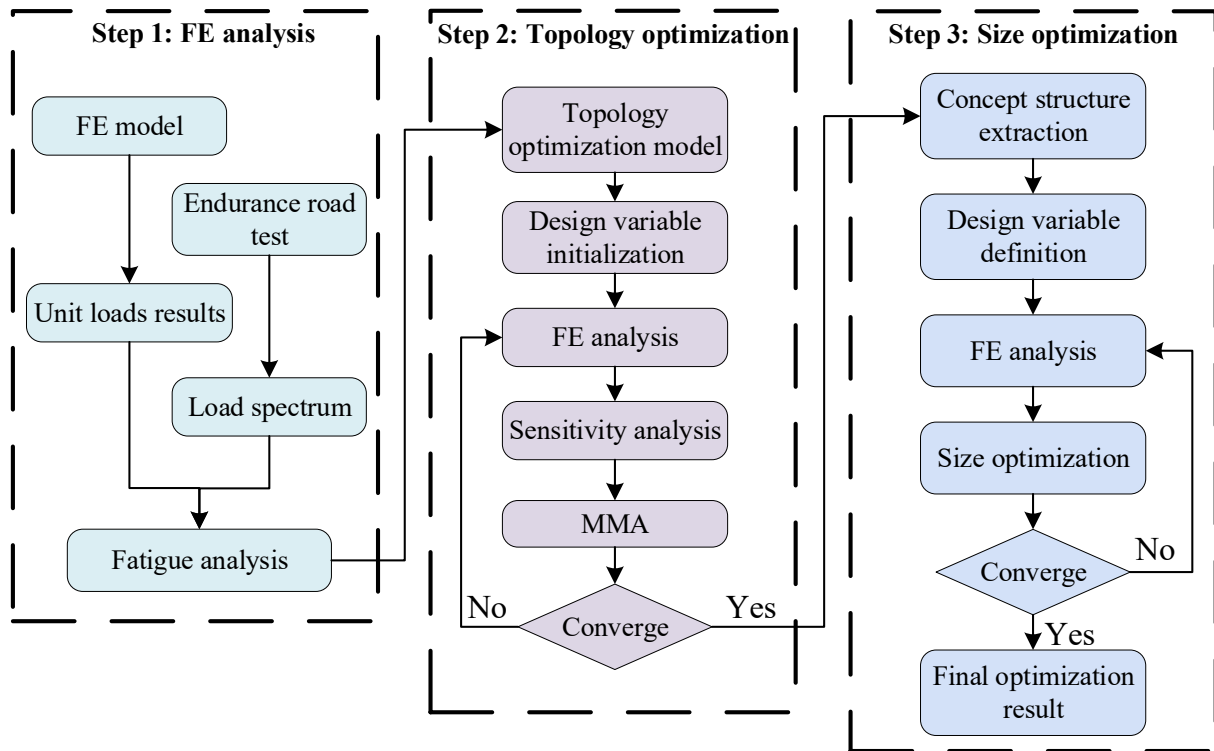 Step 1: FE analysis
FE model
Endurance road
test
Unit loads results
Load spectrum
Fatigue analysis
Step 2: Topology optimization
Topology
optimization model
Design variable
initialization
FE analysis
Sensitivity analysis
MMA
Converge
No
Yes
Step 3: Size optimization
Concept structure
extraction
Design variable
definition
FE analysis
Size optimization
Converge
No
Yes
Final optimization
result